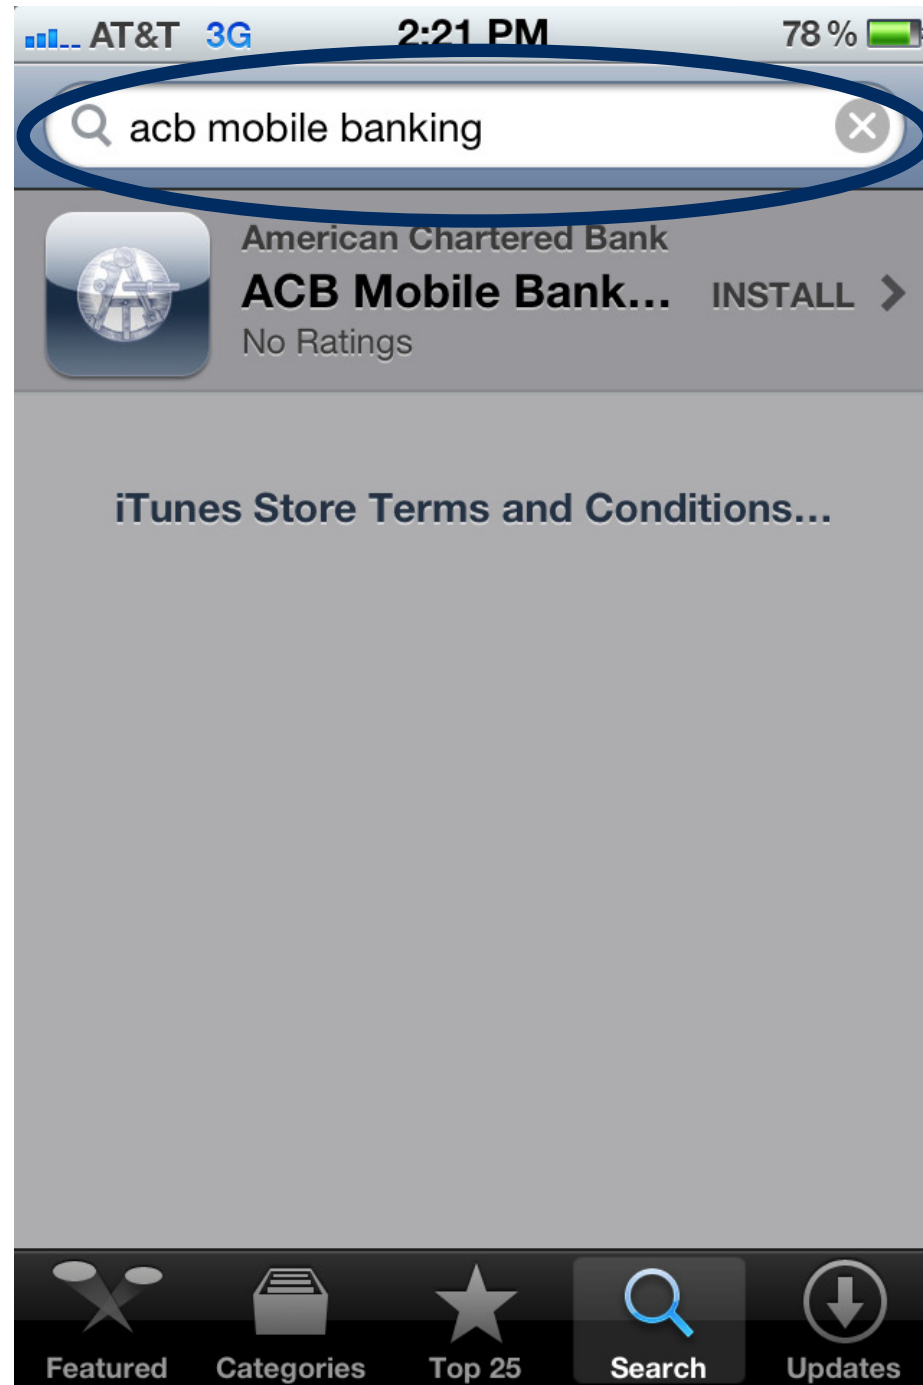 AT&T 3G 2:21 PM 78 %
acb mobile banking
American Chartered Bank
ACB Mobile Bank... INSTALL
No Ratings
iTunes Store Terms and Conditions...
Featured Categories Top 25 Search Updates